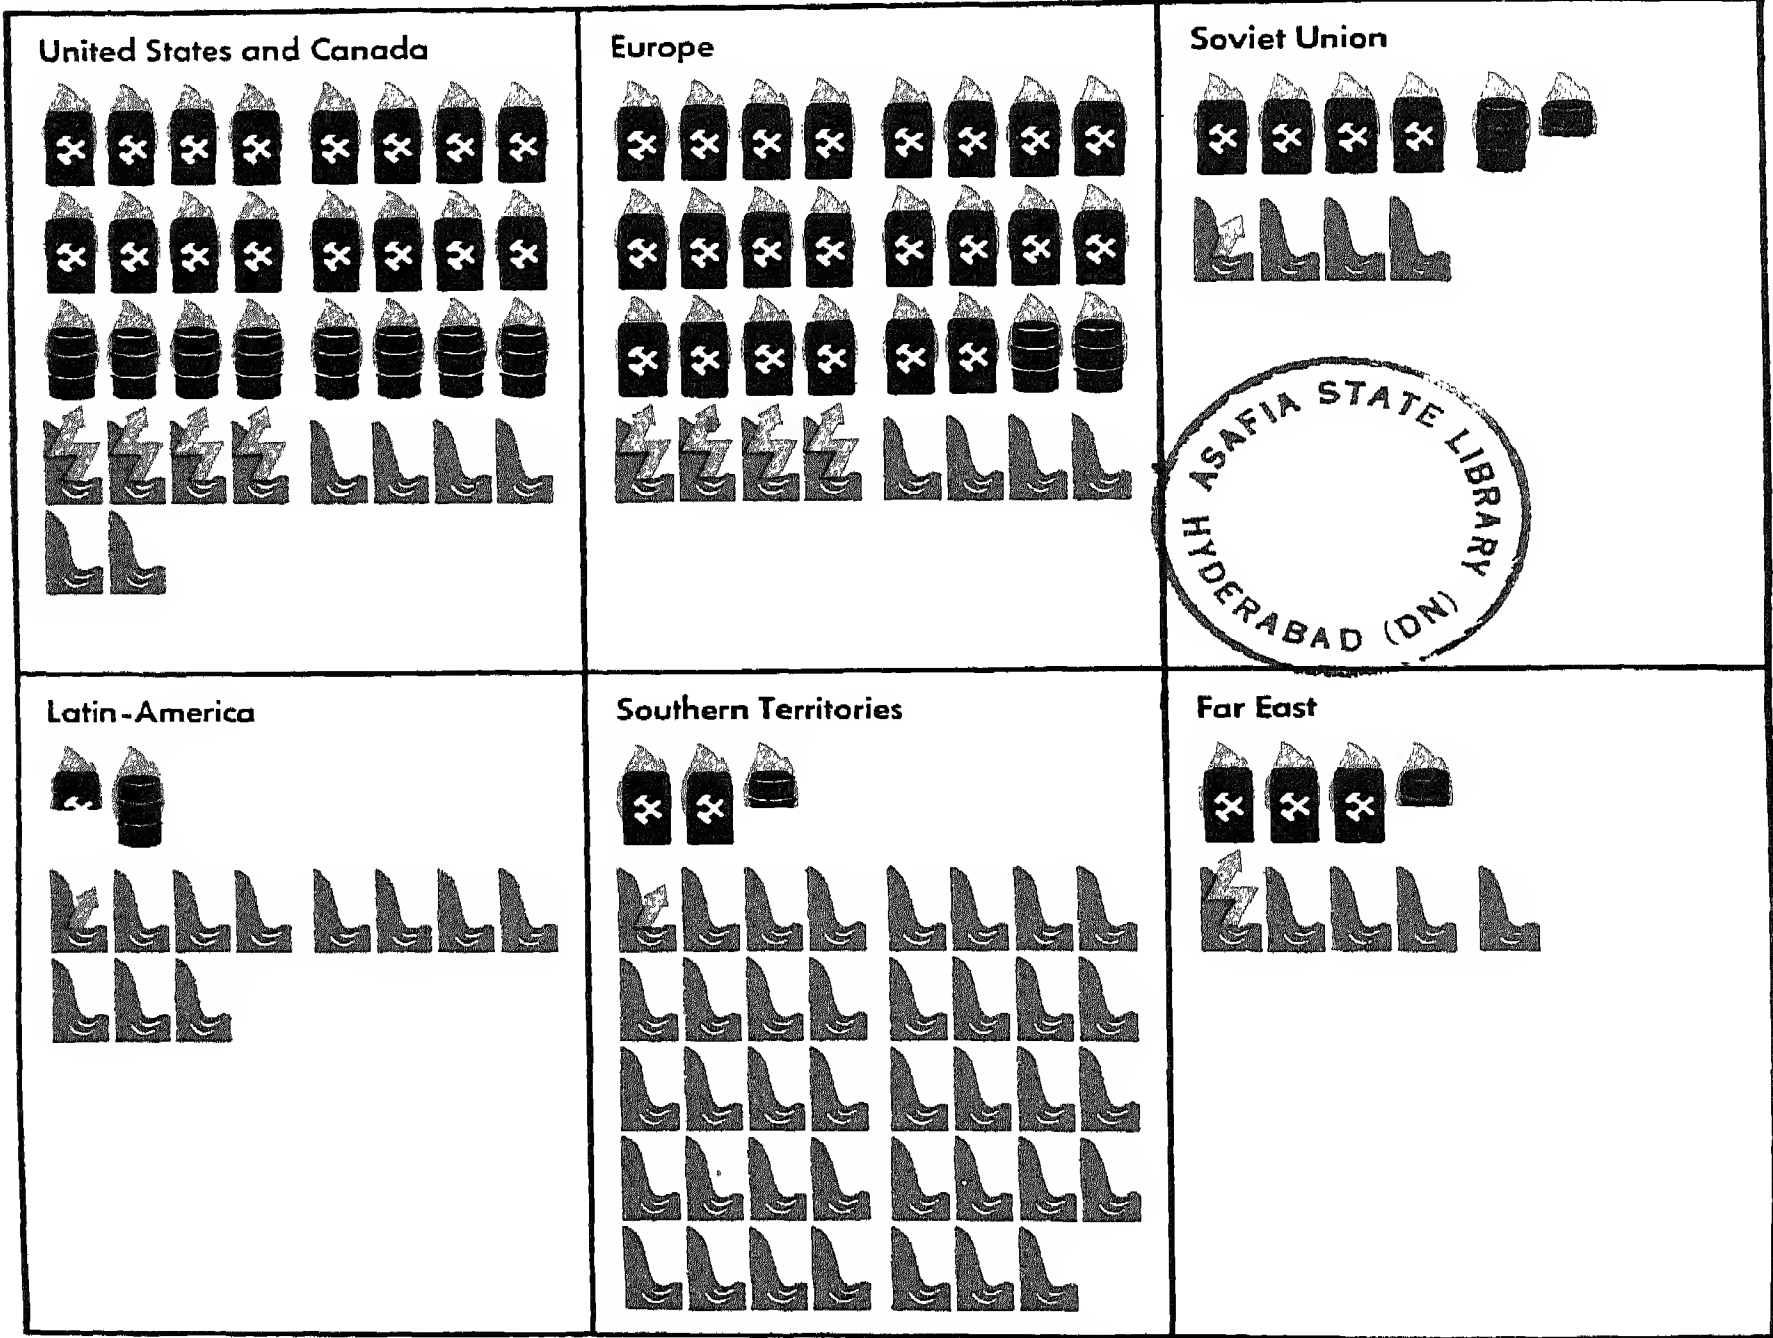 United States and Canada
Europe
Soviet Union
ASAFIA STATE LIBRARY
HYDERABAD (DN)
Latin-America
Southern Territories
Far East